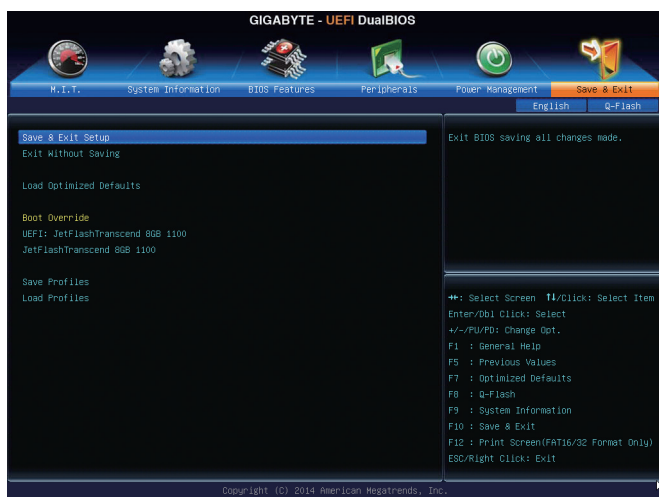 GIGABYTE - UEFI DualBIOS
M.I.T.
System Information
BIOS Features
Peripherals
Power Management
Save & Exit
English
Q-Flash
Save & Exit Setup
Exit Without Saving
Load Optimized Defaults
Boot Override
UEFI: JetFlashTranscend 8GB 1100
JetFlashTranscend 8GB 1100
Save Profiles
Load Profiles
Exit BIOS saving all changes made.
→←: Select Screen ↑↓/Click: Select Item
Enter/Dbl Click: Select
+/-/PU/PD: Change Opt.
F1 : General Help
F5 : Previous Values
F7 : Optimized Defaults
F8 : Q-Flash
F9 : System Information
F10 : Save & Exit
F12 : Print Screen(FAT16/32 Format Only)
ESC/Right Click: Exit
Copyright (C) 2014 American Megatrends, Inc.